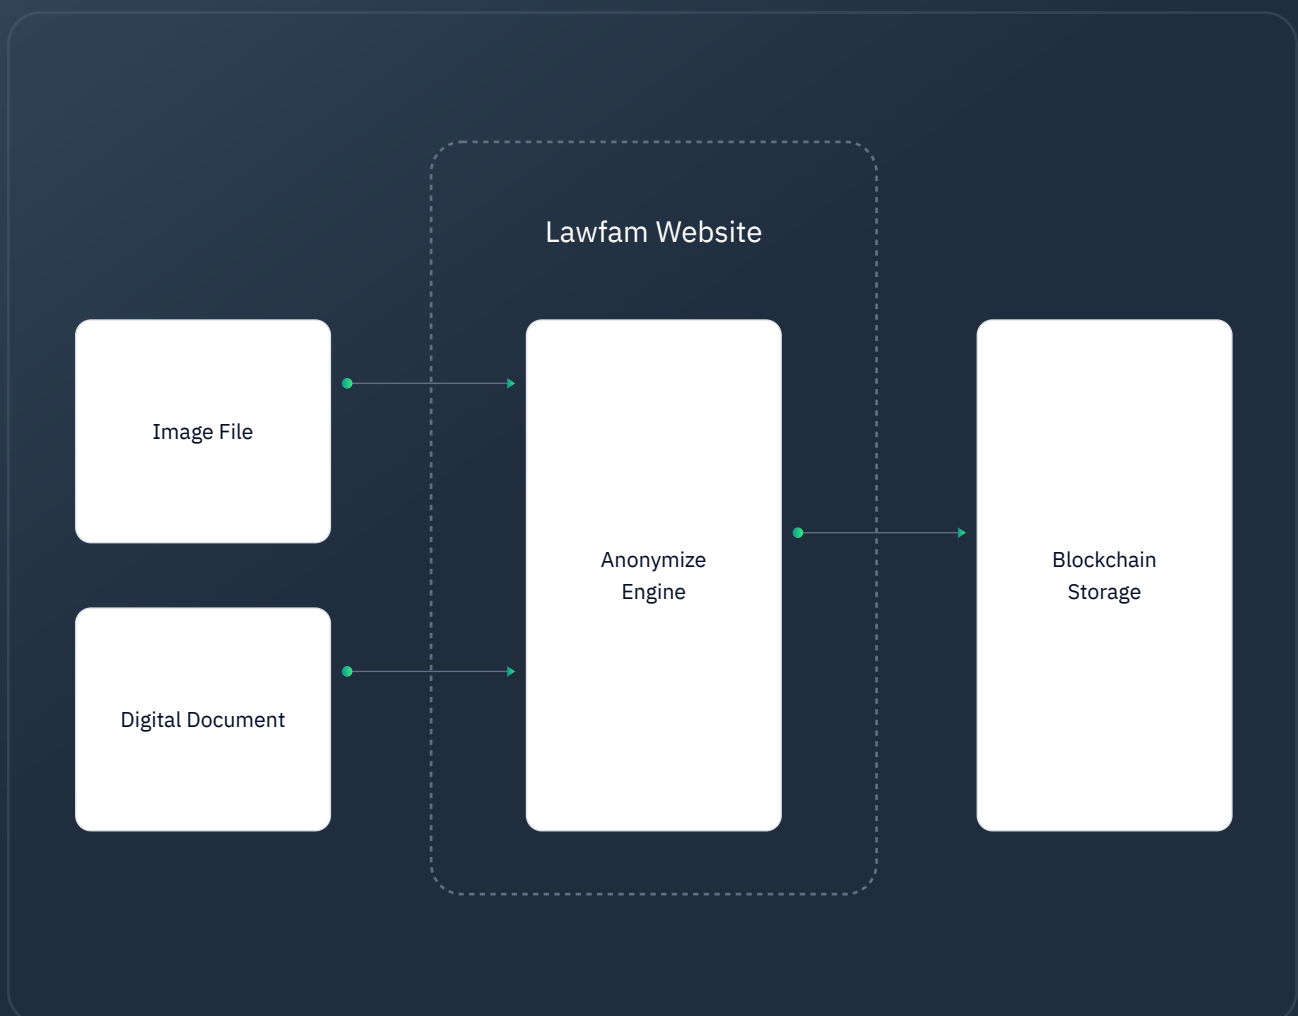 Lawfam Website
Image File
Digital Document
Anonymize
Engine
Blockchain
Storage